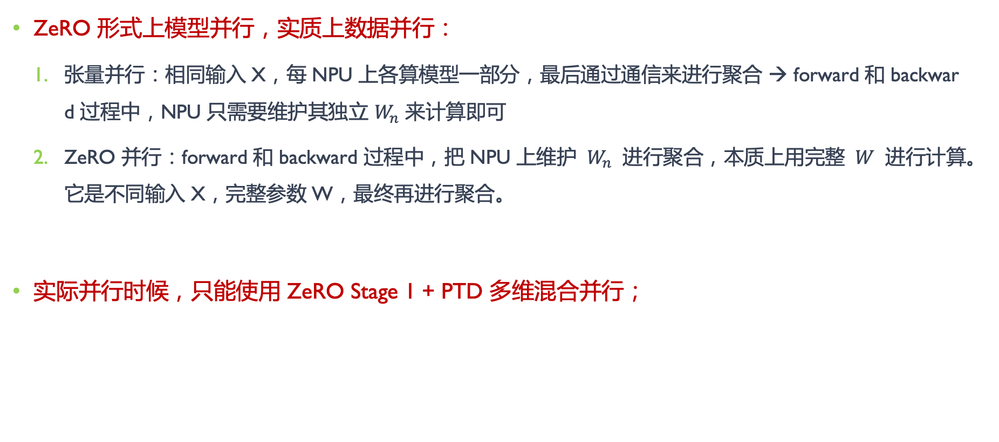 • ZeRO 形式上模型并行，实质上数据并行：
1. 张量并行：相同输入 X，每 NPU 上各算模型一部分，最后通过通信来进行聚合 → forward 和 backwar
d 过程中，NPU 只需要维护其独立 Wₙ 来计算即可
2. ZeRO 并行：forward 和 backward 过程中，把 NPU 上维护 Wₙ 进行聚合，本质上用完整 W 进行计算。
它是不同输入 X，完整参数 W，最终再进行聚合。
• 实际并行时候，只能使用 ZeRO Stage 1 + PTD 多维混合并行；